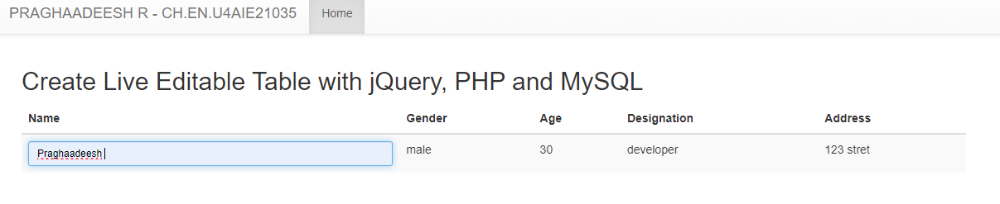 PRAGHAADEESH R - CH.EN.U4AIE21035 Home
Create Live Editable Table with jQuery, PHP and MySQL
Name Gender Age Designation Address
Praghaadeesh male 30 developer 123 stret